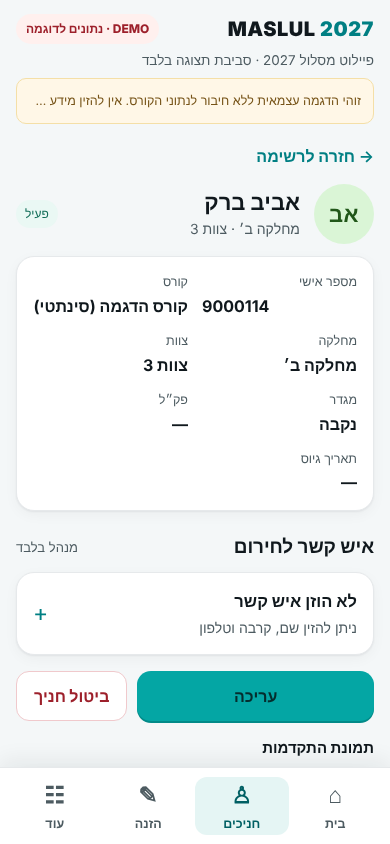 MASLUL 2027
DEMO · נתונים לדוגמה
פיילוט מסלול 2027 · סביבת תצוגה בלבד
זוהי הדגמה עצמאית ללא חיבור לנתוני הקורס. אין להזין מידע ...
→ חזרה לרשימה
אב
אביב ברק
מחלקה ב׳ · צוות 3
פעיל
מספר אישי
9000114
קורס
קורס הדגמה (סינתטי)
מחלקה
מחלקה ב׳
צוות
צוות 3
מגדר
נקבה
פק״ל
—
תאריך גיוס
—
איש קשר לחירום
מנהל בלבד
לא הוזן איש קשר
ניתן להזין שם, קרבה וטלפון
+
עריכה
ביטול חניך
תמונת התקדמות
בית
חניכים
הזנה
עוד